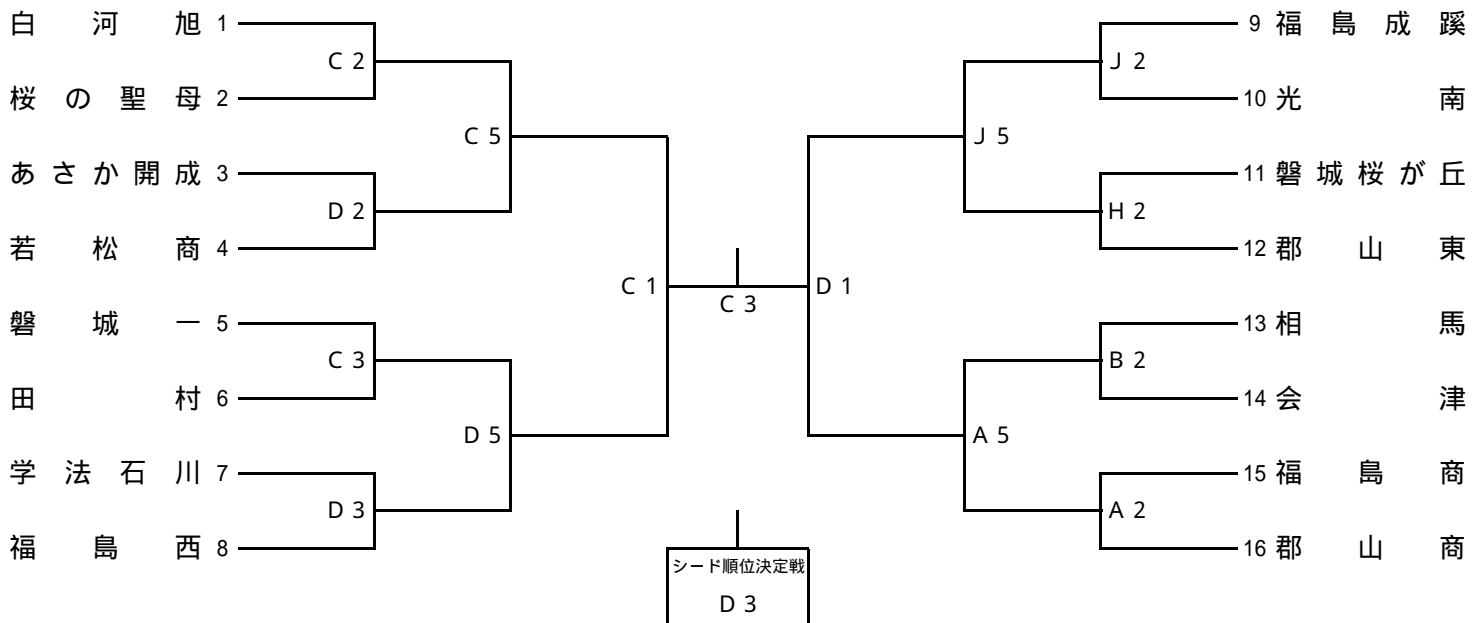 白河旭 1
C 2
桜の聖母 2
C 5
あさか開成 3
D 2
若松商 4
C 1
磐城一 5
C 3
田村 6
D 5
学法石川 7
D 3
福島西 8
C 3
シード順位決定戦
D 3
9 福島成蹊
J 2
10 光南
J 5
11 磐城桜が丘
H 2
12 郡山東
D 1
13 相馬
B 2
14 会津
A 5
15 福島商
A 2
16 郡山商